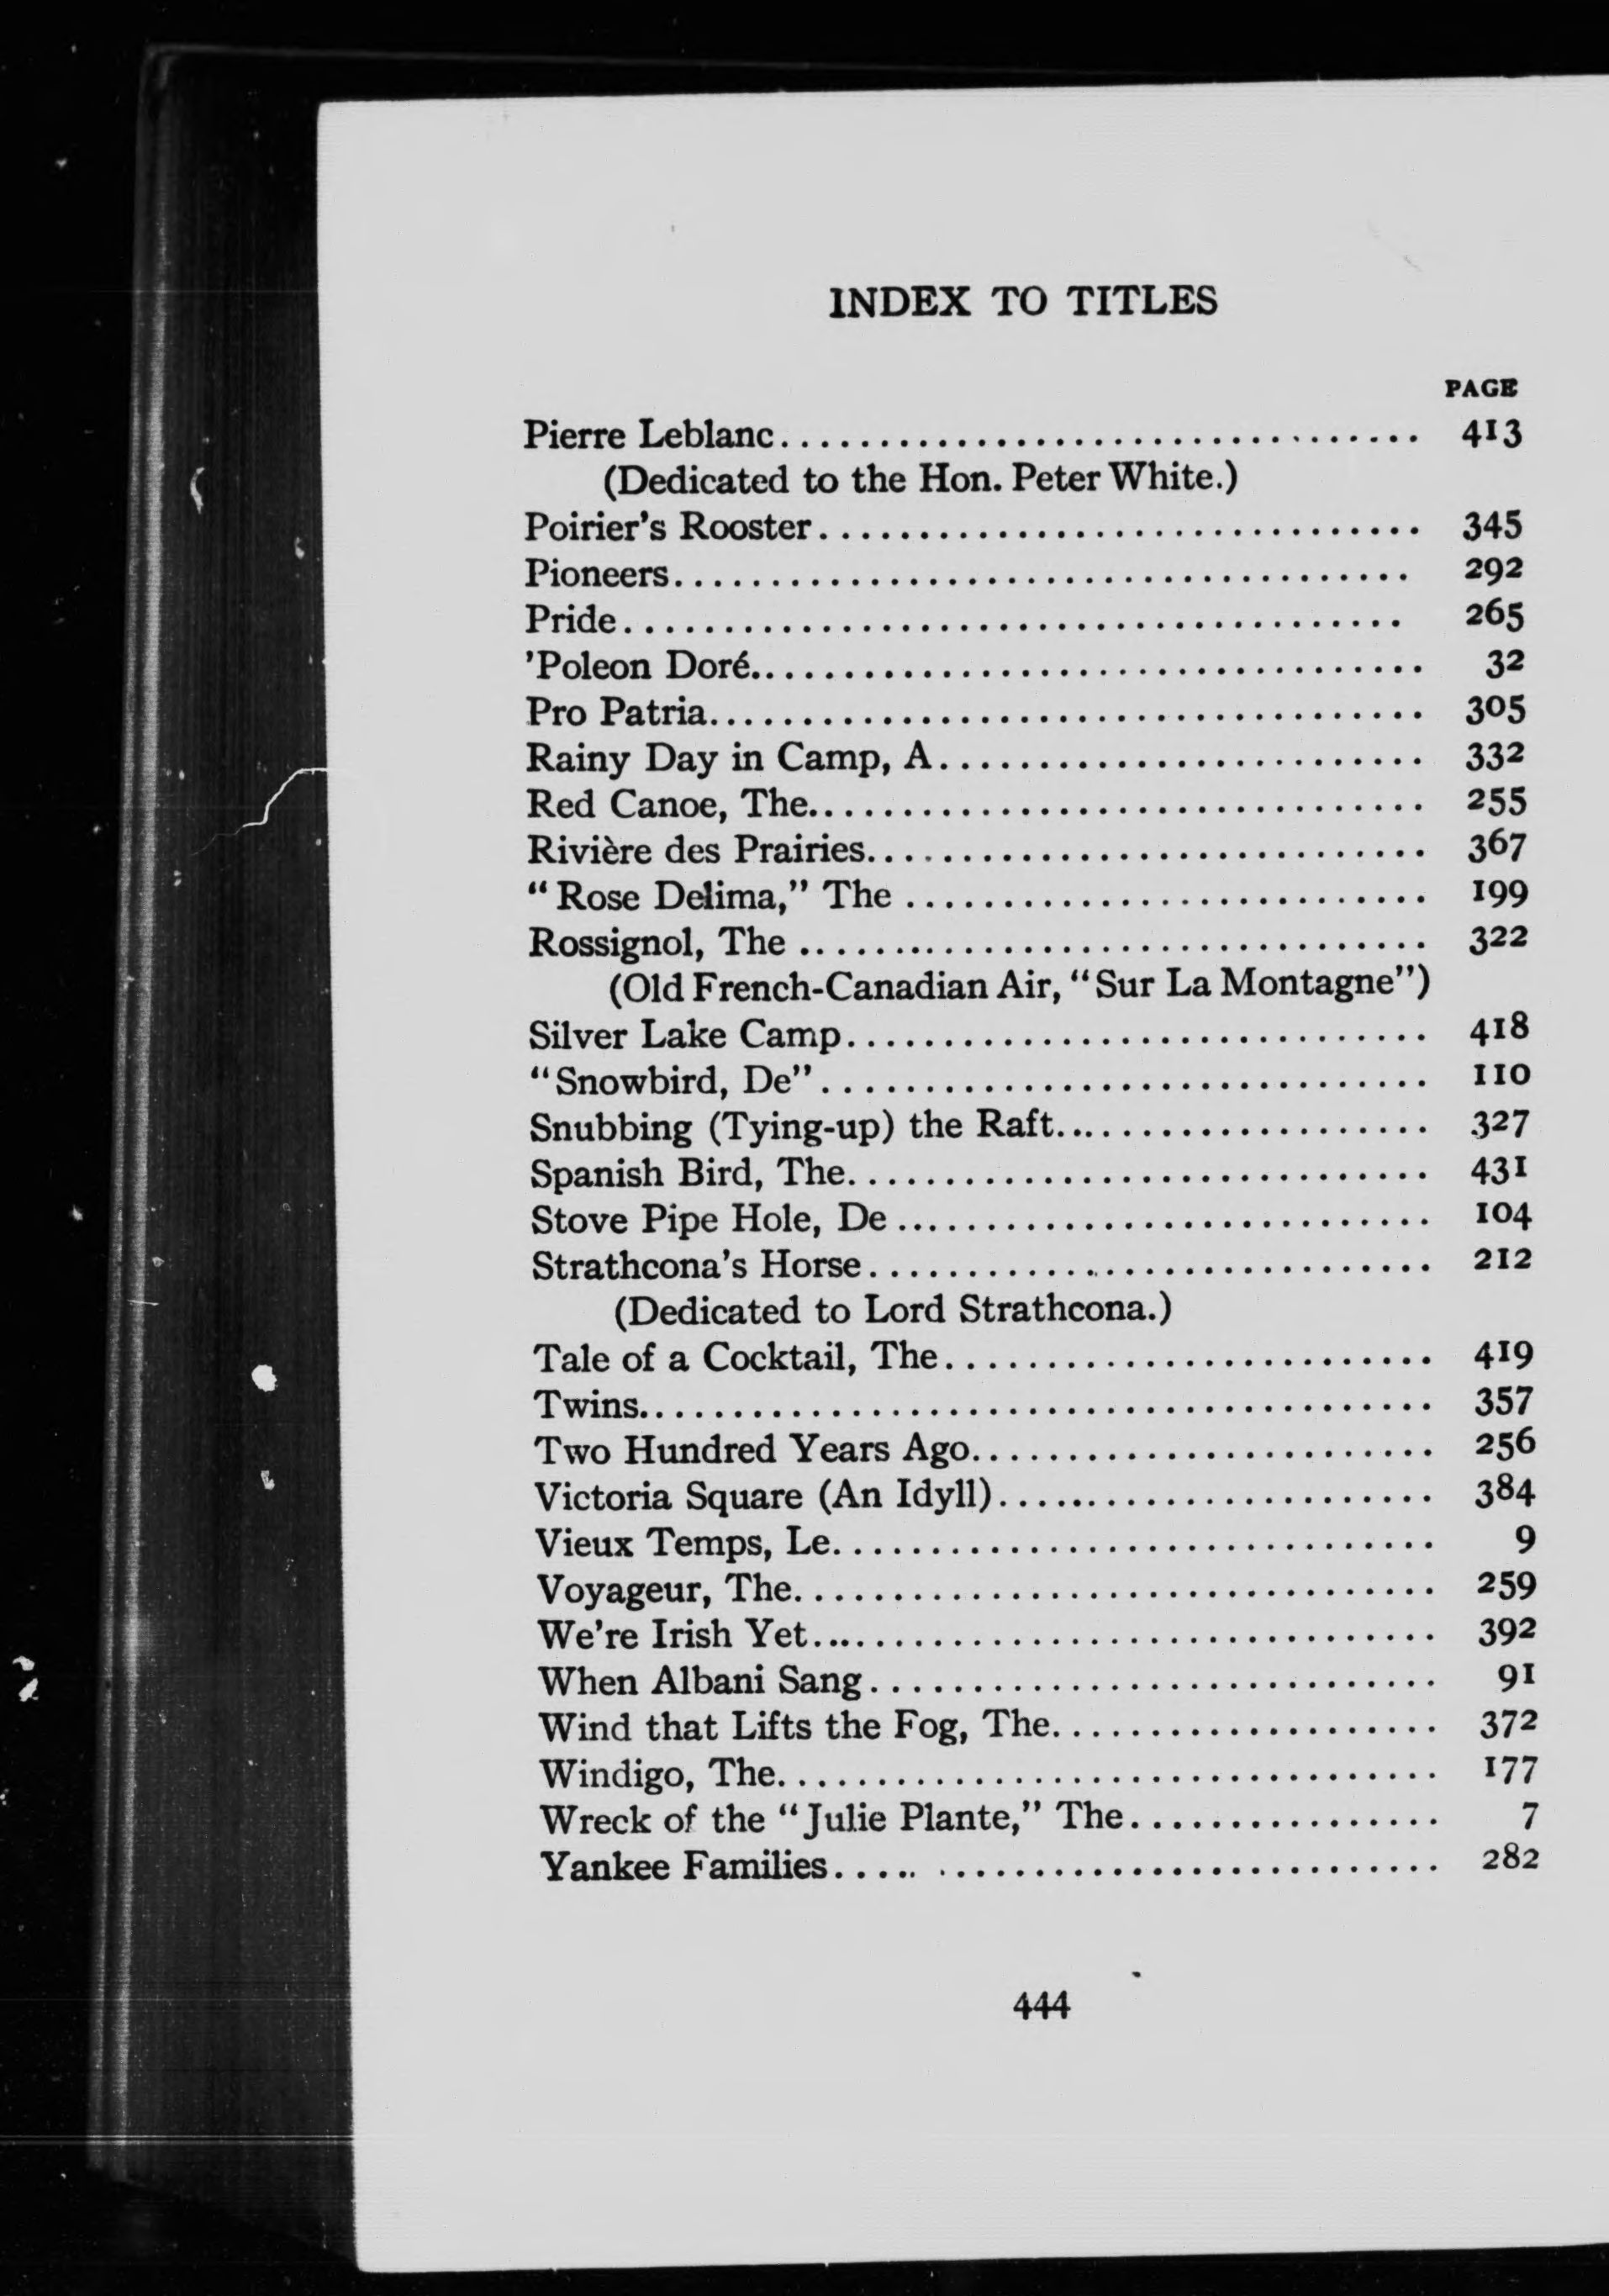 INDEX TO TITLES
PAGE
Pierre Leblanc................................ 413
(Dedicated to the Hon. Peter White.)
Poirier's Rooster............................... 345
Pioneers...................................... 292
Pride........................................ 265
'Poleon Doré.................................. 32
Pro Patria.................................... 305
Rainy Day in Camp, A......................... 332
Red Canoe, The............................... 255
Rivière des Prairies............................. 367
"Rose Delima," The ........................... 199
Rossignol, The ................................ 322
(Old French-Canadian Air, "Sur La Montagne")
Silver Lake Camp.............................. 418
"Snowbird, De"............................... 110
Snubbing (Tying-up) the Raft................... 327
Spanish Bird, The.............................. 431
Stove Pipe Hole, De ........................... 104
Strathcona's Horse............................. 212
(Dedicated to Lord Strathcona.)
Tale of a Cocktail, The......................... 419
Twins........................................ 357
Two Hundred Years Ago........................ 256
Victoria Square (An Idyll)....................... 384
Vieux Temps, Le............................... 9
Voyageur, The................................. 259
We're Irish Yet................................ 392
When Albani Sang............................. 91
Wind that Lifts the Fog, The.................... 372
Windigo, The.................................. 177
Wreck of the "Julie Plante," The................ 7
Yankee Families............................... 282
444